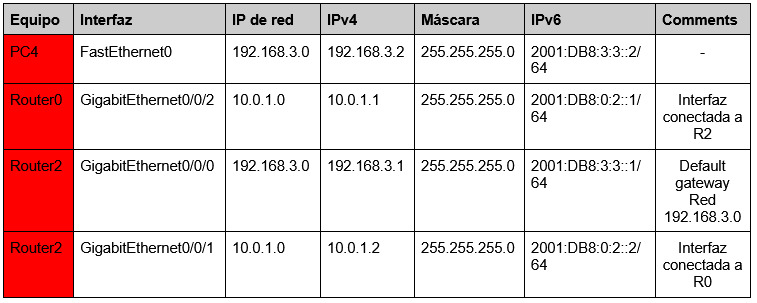 Equipo Interfaz IP de red IPv4 Máscara IPv6 Comments
PC4 FastEthernet0 192.168.3.0 192.168.3.2 255.255.255.0 2001:DB8:3:3::2/ -
64
Router0 GigabitEthernet0/0/2 10.0.1.0 10.0.1.1 255.255.255.0 2001:DB8:0:2::1/ Interfaz
64 conectada a
R2
Router2 GigabitEthernet0/0/0 192.168.3.0 192.168.3.1 255.255.255.0 2001:DB8:3:3::1/ Default
64 gateway
Red
192.168.3.0
Router2 GigabitEthernet0/0/1 10.0.1.0 10.0.1.2 255.255.255.0 2001:DB8:0:2::2/ Interfaz
64 conectada a
R0